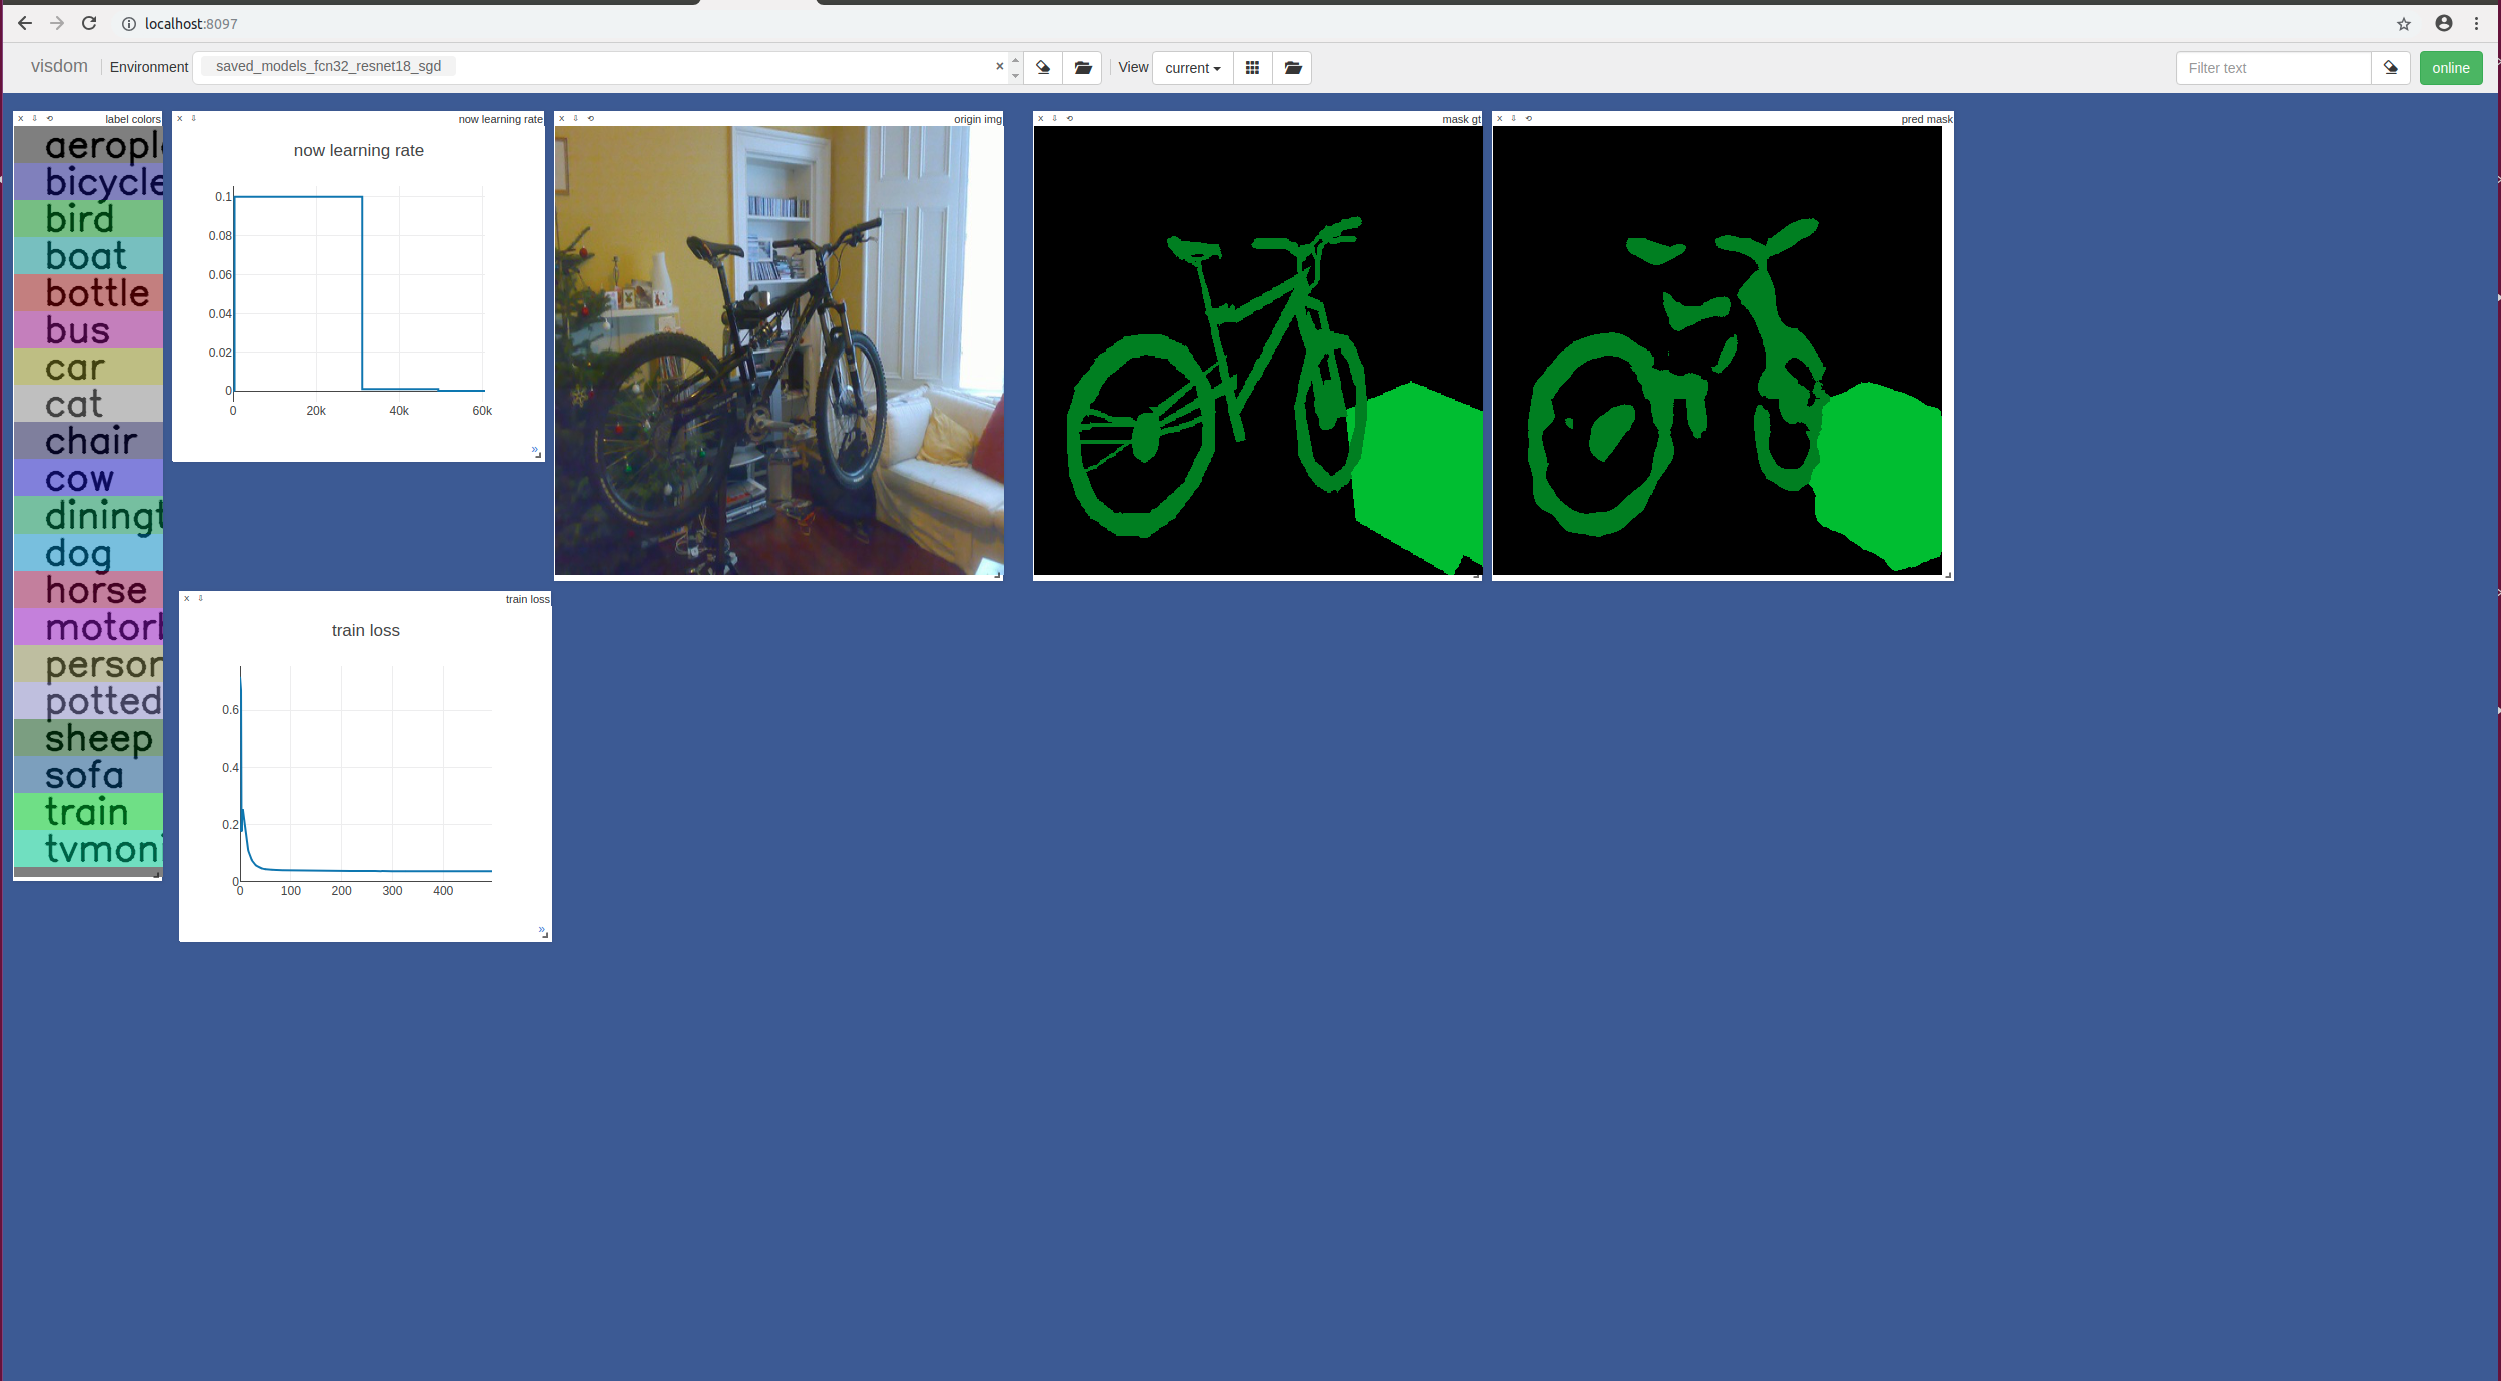 localhost:8097
visdom Environment saved_models_fcn32_resnet18_sgd × View current Filter text online
X label colors
aeropl
bicycle
bird
boat
bottle
bus
car
cat
chair
cow
diningt
dog
horse
motorb
person
potted
sheep
sofa
train
tvmoni
X now learning rate
now learning rate
0.1
0.08
0.06
0.04
0.02
0
0 20k 40k 60k
»
X origin img
X mask gt
X pred mask
X train loss
train loss
0.6
0.4
0.2
0
0 100 200 300 400
»